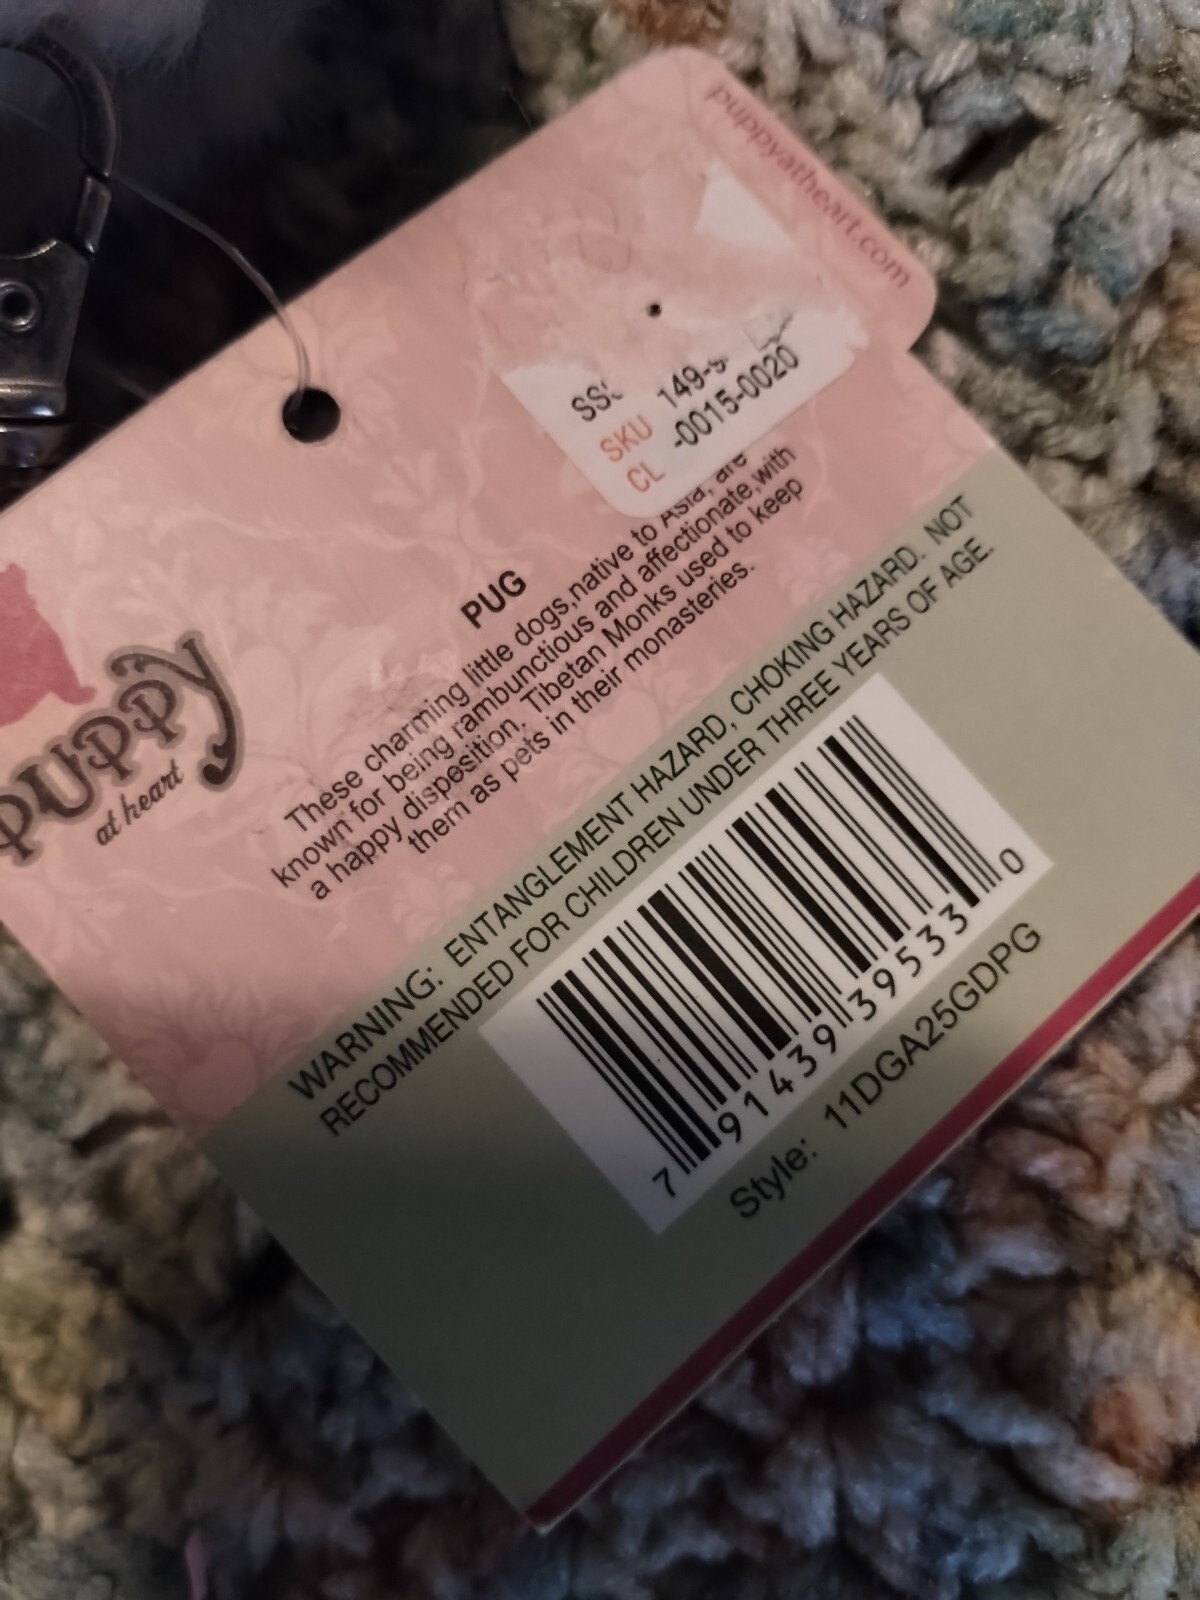 puppyatheart.com
SKU 149-9
CL -0015-0020
PUPPY
at heart
PUG
These charming little dogs,native to Asia, are
known for being rambunctious and affectionate,with
a happy disposition. Tibetan Monks used to keep
them as pets in their monasteries.
WARNING: ENTANGLEMENT HAZARD, CHOKING HAZARD. NOT
RECOMMENDED FOR CHILDREN UNDER THREE YEARS OF AGE.
7 91439 39533 0
Style: 11DGA25GDPG